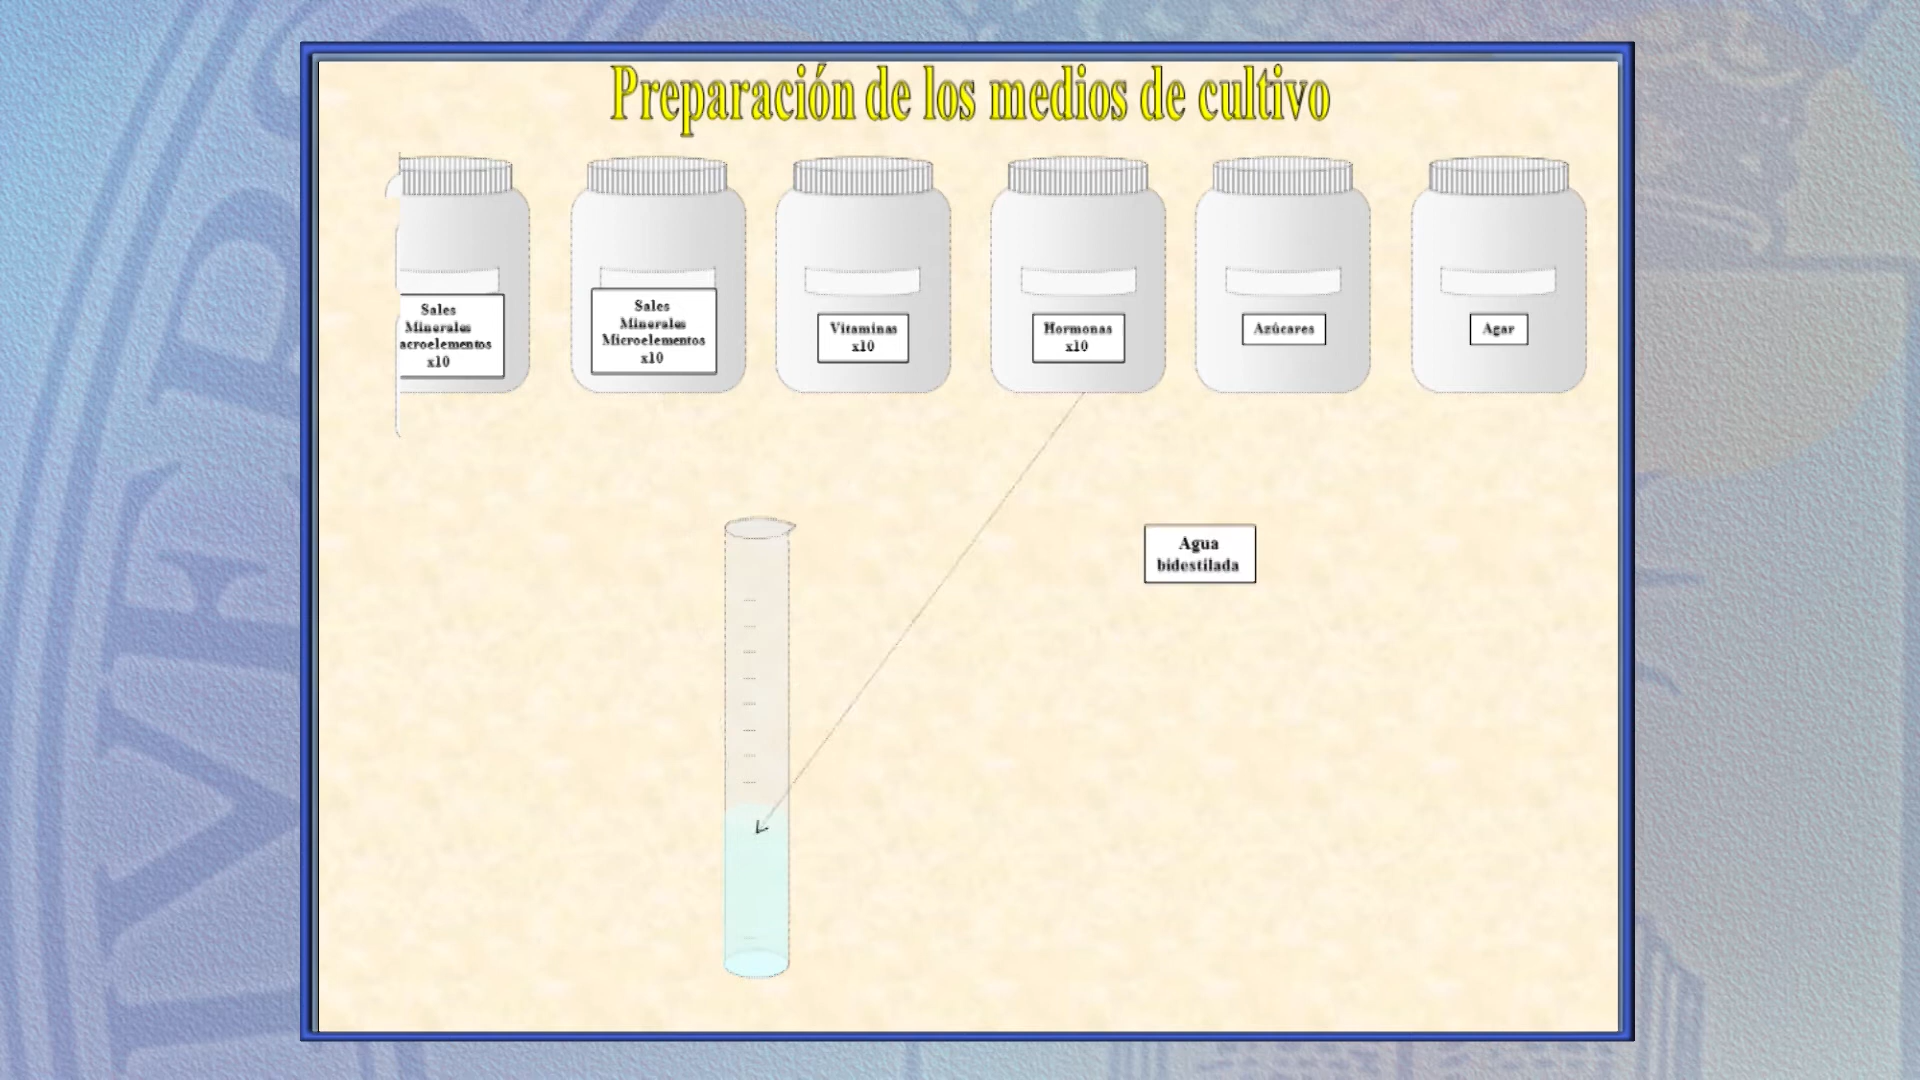 Preparación de los medios de cultivo
Sales
Minerales
acroelementos
x10
Sales
Minerales
Microelementos
x10
Vitaminas
x10
Hormonas
x10
Azúcares
Agar
Agua
bidestilada